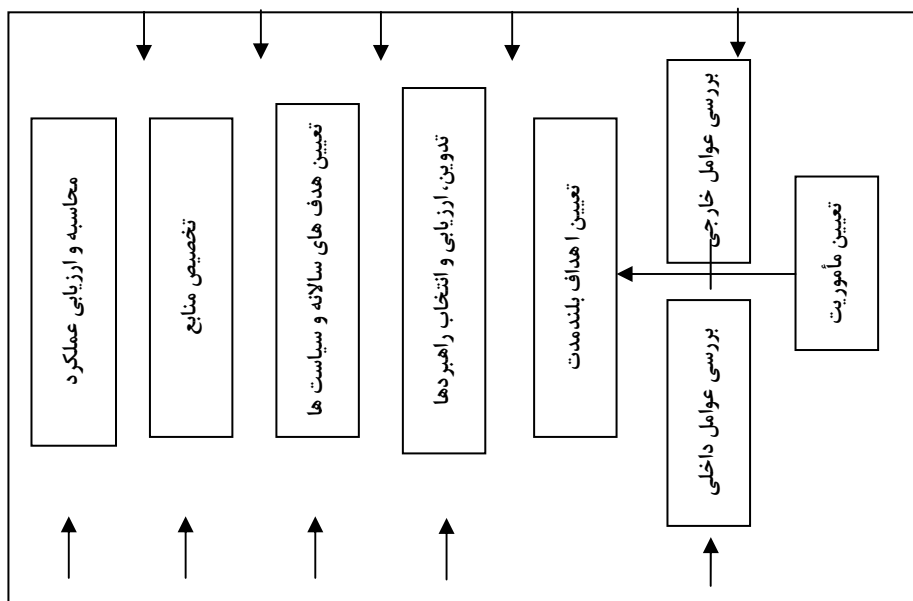 تعیین مأموریت
بررسی عوامل خارجی
بررسی عوامل داخلی
تعیین اهداف بلندمدت
تدوین، ارزیابی و انتخاب راهبردها
تعیین هدف های سالانه و سیاست ها
تخصیص منابع
محاسبه و ارزیابی عملکرد